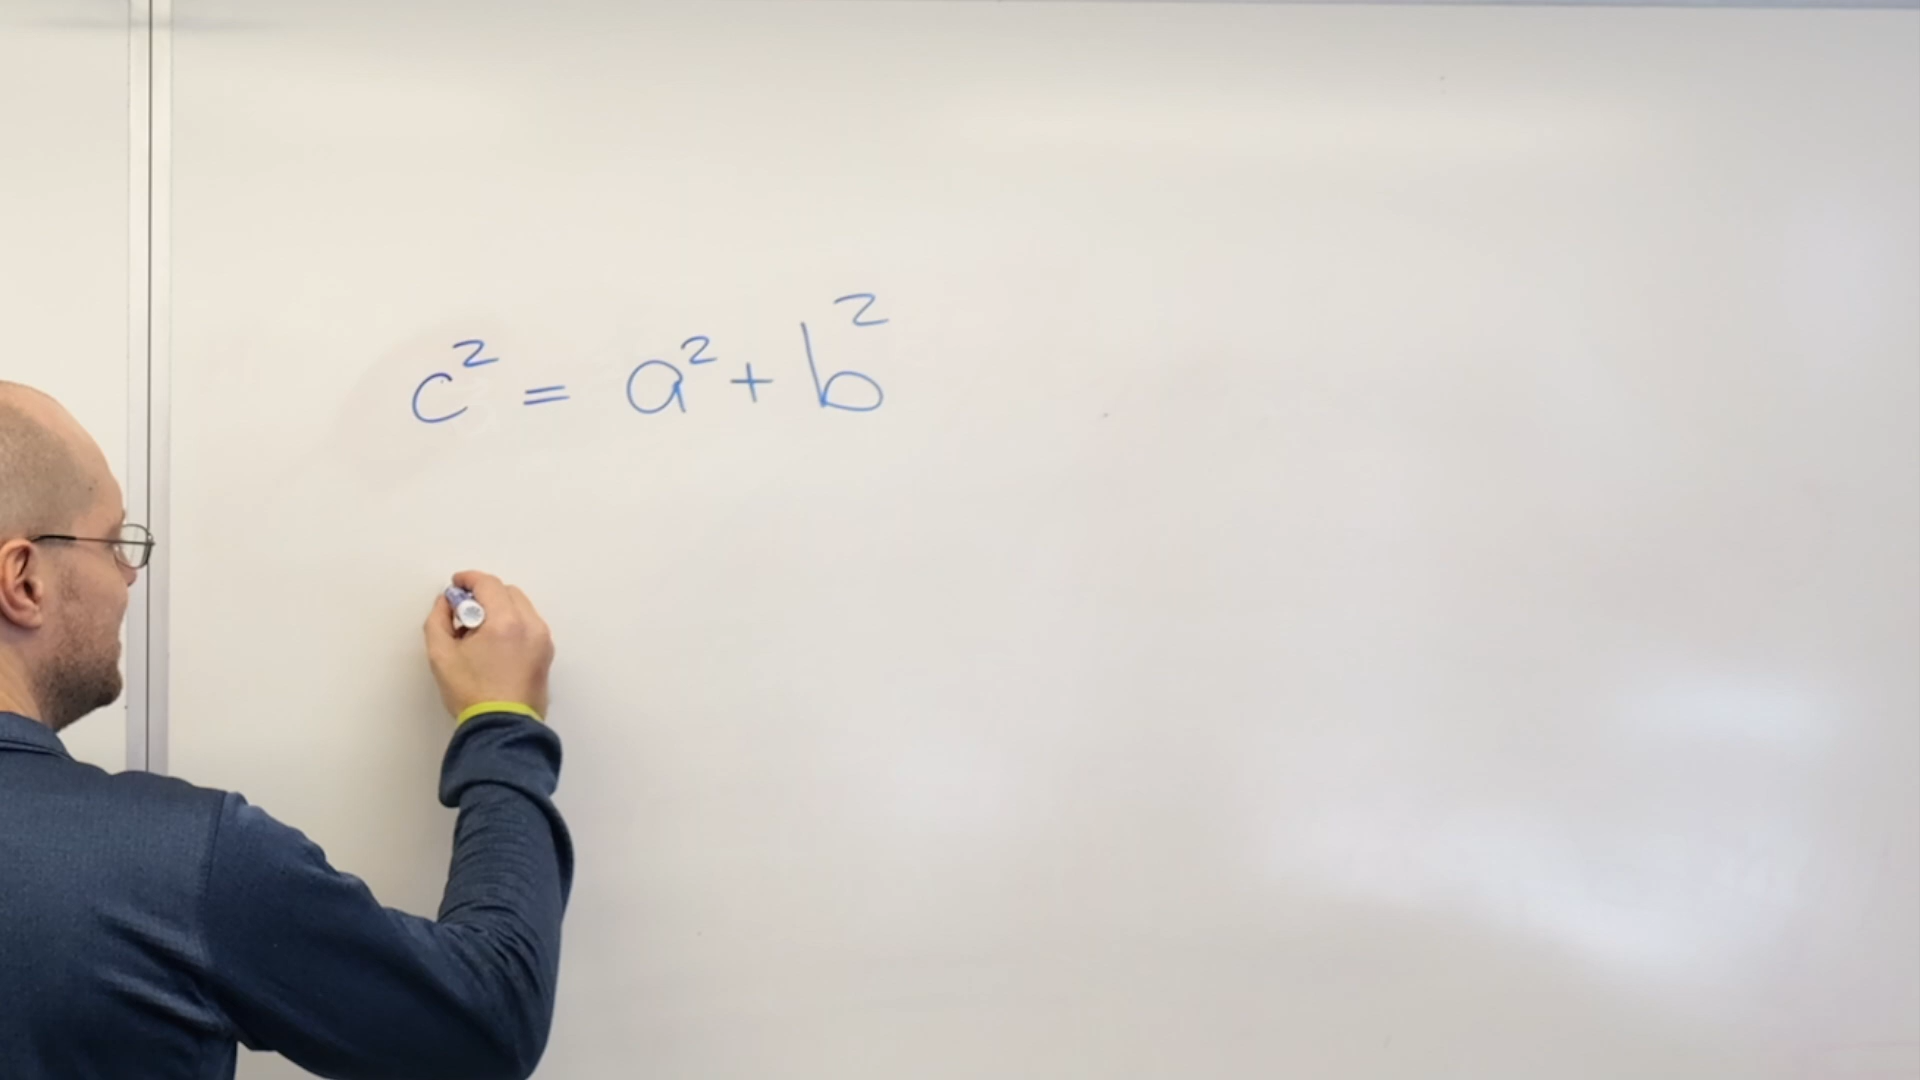 c² = a² + b²